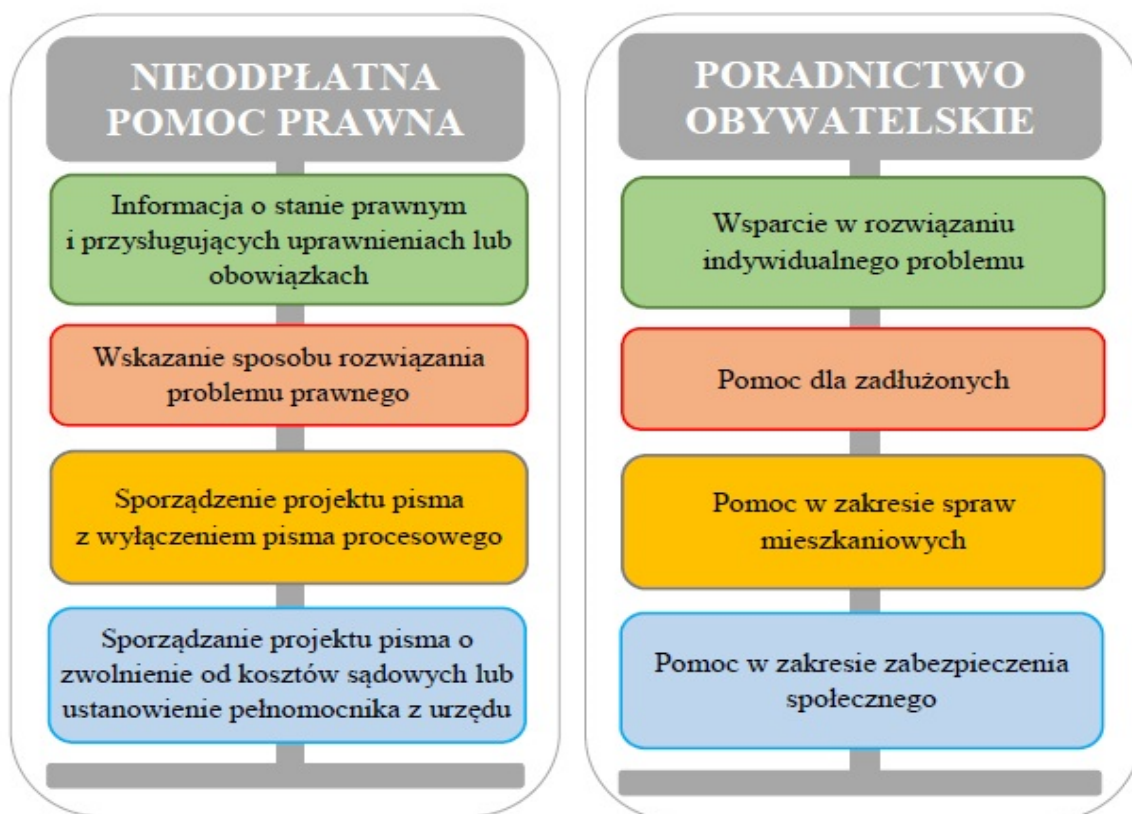 NIEODPŁATNA
POMOC PRAWNA
Informacja o stanie prawnym
i przysługujących uprawnieniach lub
obowiązkach
Wskazanie sposobu rozwiązania
problemu prawnego
Sporządzenie projektu pisma
z wyłączeniem pisma procesowego
Sporządzanie projektu pisma o
zwolnienie od kosztów sądowych lub
ustanowienie pełnomocnika z urzędu
PORADNICTWO
OBYWATELSKIE
Wsparcie w rozwiązaniu
indywidualnego problemu
Pomoc dla zadłużonych
Pomoc w zakresie spraw
mieszkaniowych
Pomoc w zakresie zabezpieczenia
społecznego